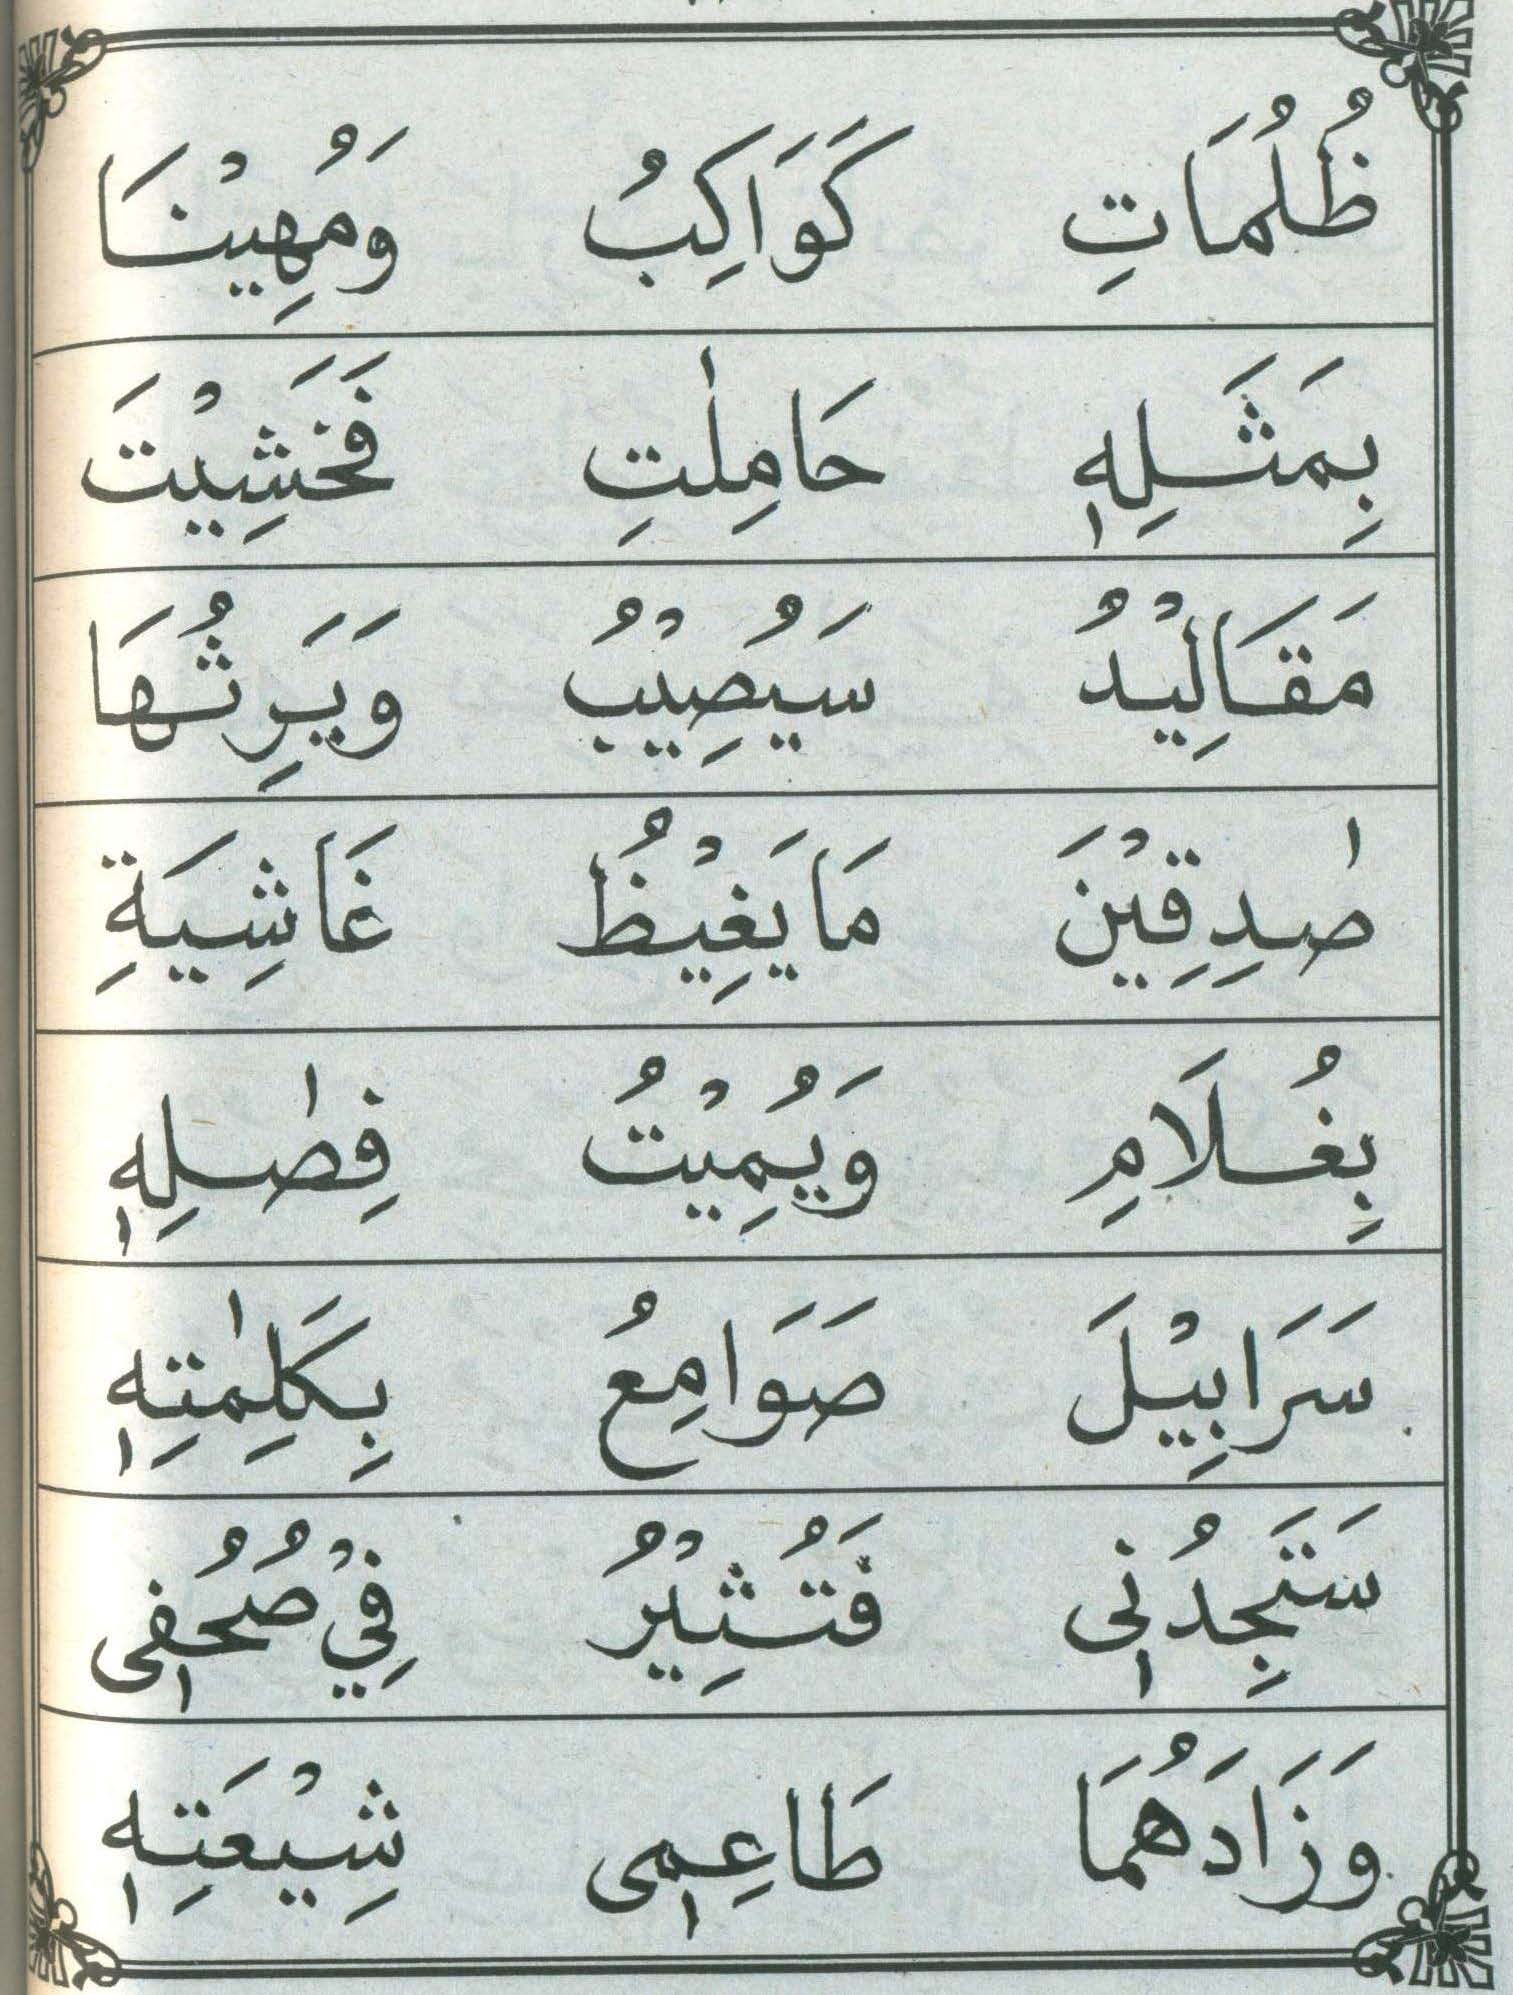 ظُلُمَاتِ كَوَاكِبُ وَمُهِيْنَا
بِمَثَلِهٖ حَامِلٰتِ فَخَشِيْتَ
مَقَالِيْدُ سَيُصِيْبُ وَيَرِثُهَا
صٰدِقِيْنَ مَا يَغِيْظُ غَاشِيَةِ
بِغُلَامِ وَيُمِيْتُ فِصٰلِهٖ
سَرَابِيْلَ صَوَامِعُ بِكَلِمٰتِهٖ
سَتَجِدُنٖى فَتُثِيْرُ فِيْ صُحُفٖى
وَزَادَهُمَا طَاعِمٖى شِيْعَتِهٖ